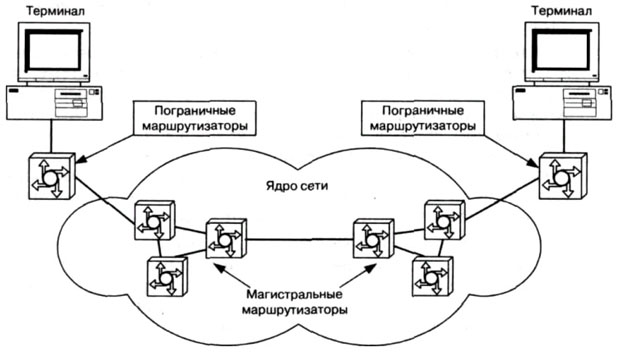 Терминал
Терминал
Пограничные
маршрутизаторы
Пограничные
маршрутизаторы
Ядро сети
Магистральные
маршрутизаторы